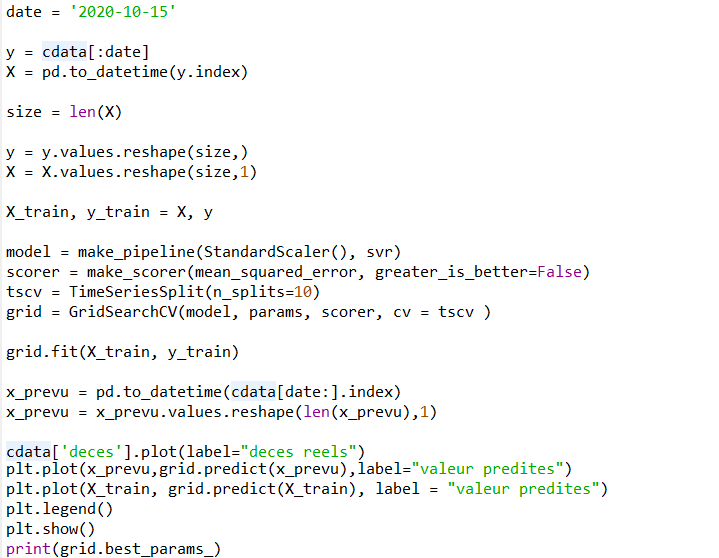 date = '2020-10-15'
y = cdata[:date]
X = pd.to_datetime(y.index)
size = len(X)
y = y.values.reshape(size,)
X = X.values.reshape(size,1)
X_train, y_train = X, y
model = make_pipeline(StandardScaler(), svr)
scorer = make_scorer(mean_squared_error, greater_is_better=False)
tscv = TimeSeriesSplit(n_splits=10)
grid = GridSearchCV(model, params, scorer, cv = tscv )
grid.fit(X_train, y_train)
x_prevu = pd.to_datetime(cdata[date:].index)
x_prevu = x_prevu.values.reshape(len(x_prevu),1)
cdata['deces'].plot(label="deces reels")
plt.plot(x_prevu,grid.predict(x_prevu),label="valeur predites")
plt.plot(X_train, grid.predict(X_train), label = "valeur predites")
plt.legend()
plt.show()
print(grid.best_params_)